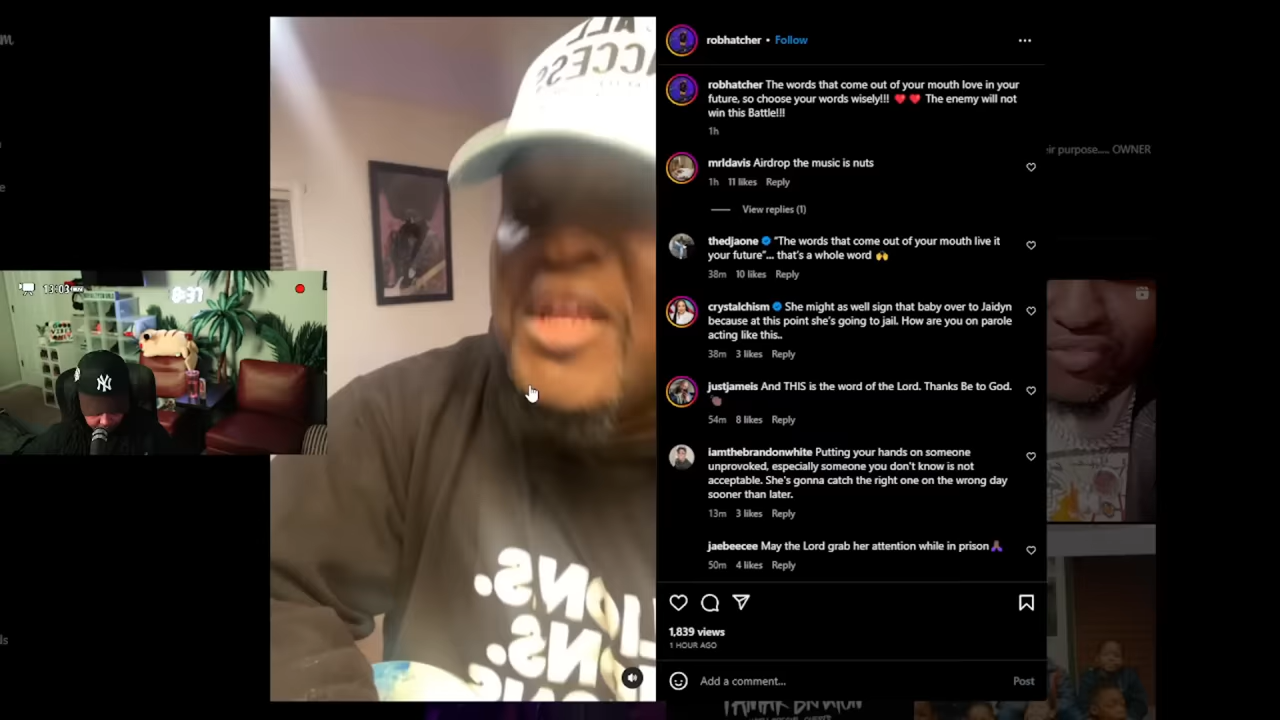 robhatcher • Follow
robhatcher The words that come out of your mouth love in your
future, so choose your words wisely!!! ❤️ ❤️ The enemy will not
win this Battle!!!
1h
mrldavis Airdrop the music is nuts
1h 11 likes Reply
View replies (1)
thedjaone "The words that come out of your mouth live it
your future"... that's a whole word 🙌
38m 10 likes Reply
crystalchism She might as well sign that baby over to Jaidyn
because at this point she's going to jail. How are you on parole
acting like this..
38m 3 likes Reply
justjameis And THIS is the word of the Lord. Thanks Be to God.
54m 8 likes Reply
iamthebrandonwhite Putting your hands on someone
unprovoked, especially someone you don't know is not
acceptable. She's gonna catch the right one on the wrong day
sooner than later.
13m 3 likes Reply
jaebeecee May the Lord grab her attention while in prison🙏🏾
50m 4 likes Reply
1,839 views
1 HOUR AGO
Add a comment...
Post
ALL
ACCESS
13:03
8:37
NY
eir purpose..... OWNER